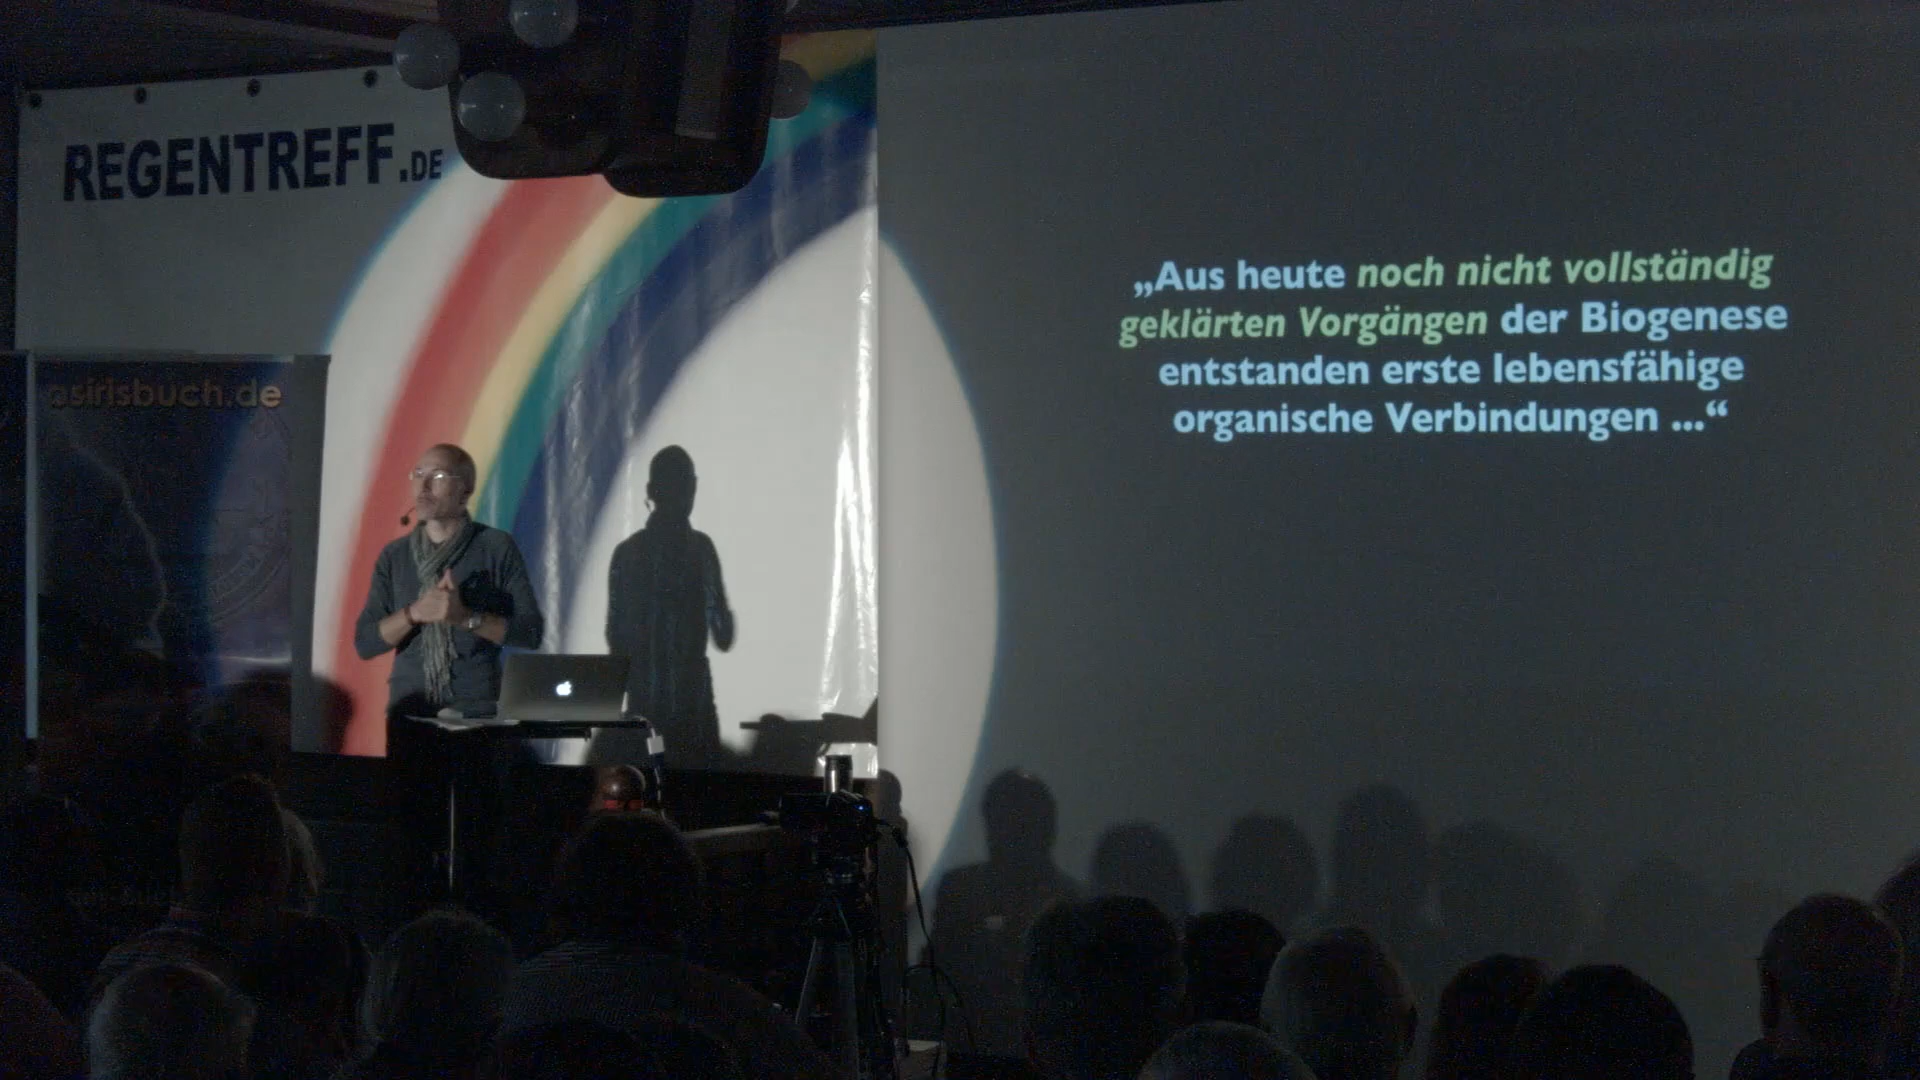 REGENTREFF.DE
osirisbuch.de
„Aus heute noch nicht vollständig
geklärten Vorgängen der Biogenese
entstanden erste lebensfähige
organische Verbindungen ...“